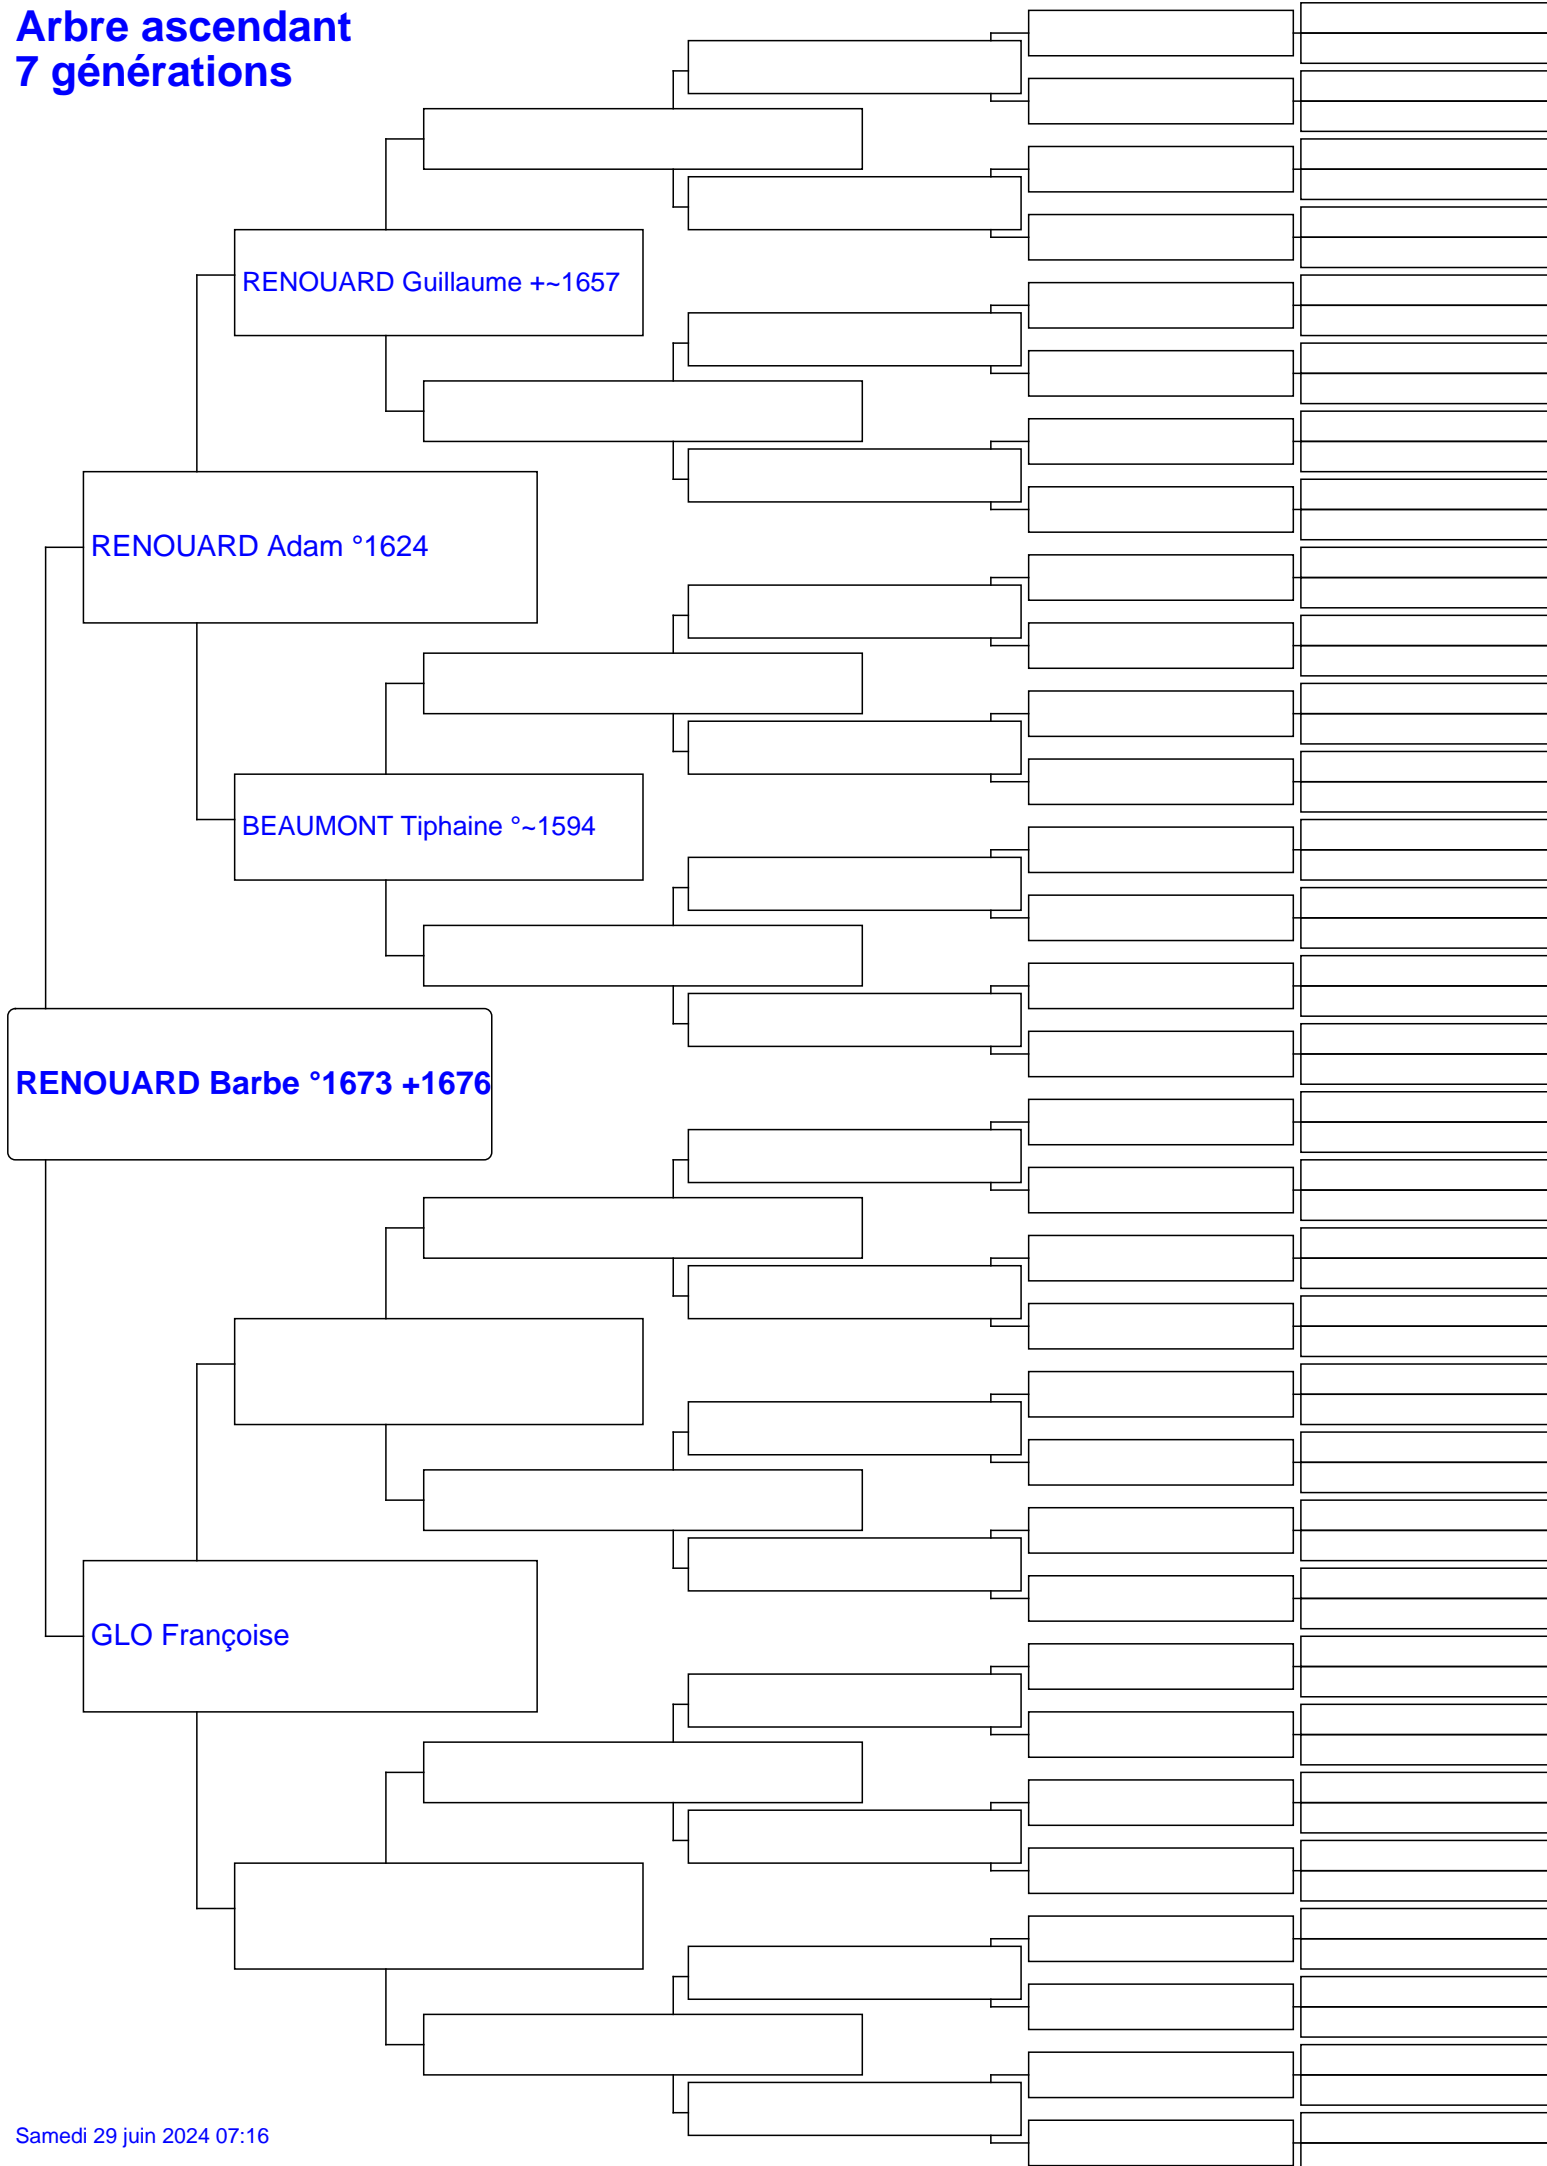 Arbre ascendant
7 générations
RENOUARD Guillaume +~1657
RENOUARD Adam °1624
BEAUMONT Tiphaine °~1594
RENOUARD Barbe °1673 +1676
GLO Françoise
Samedi 29 juin 2024 07:16